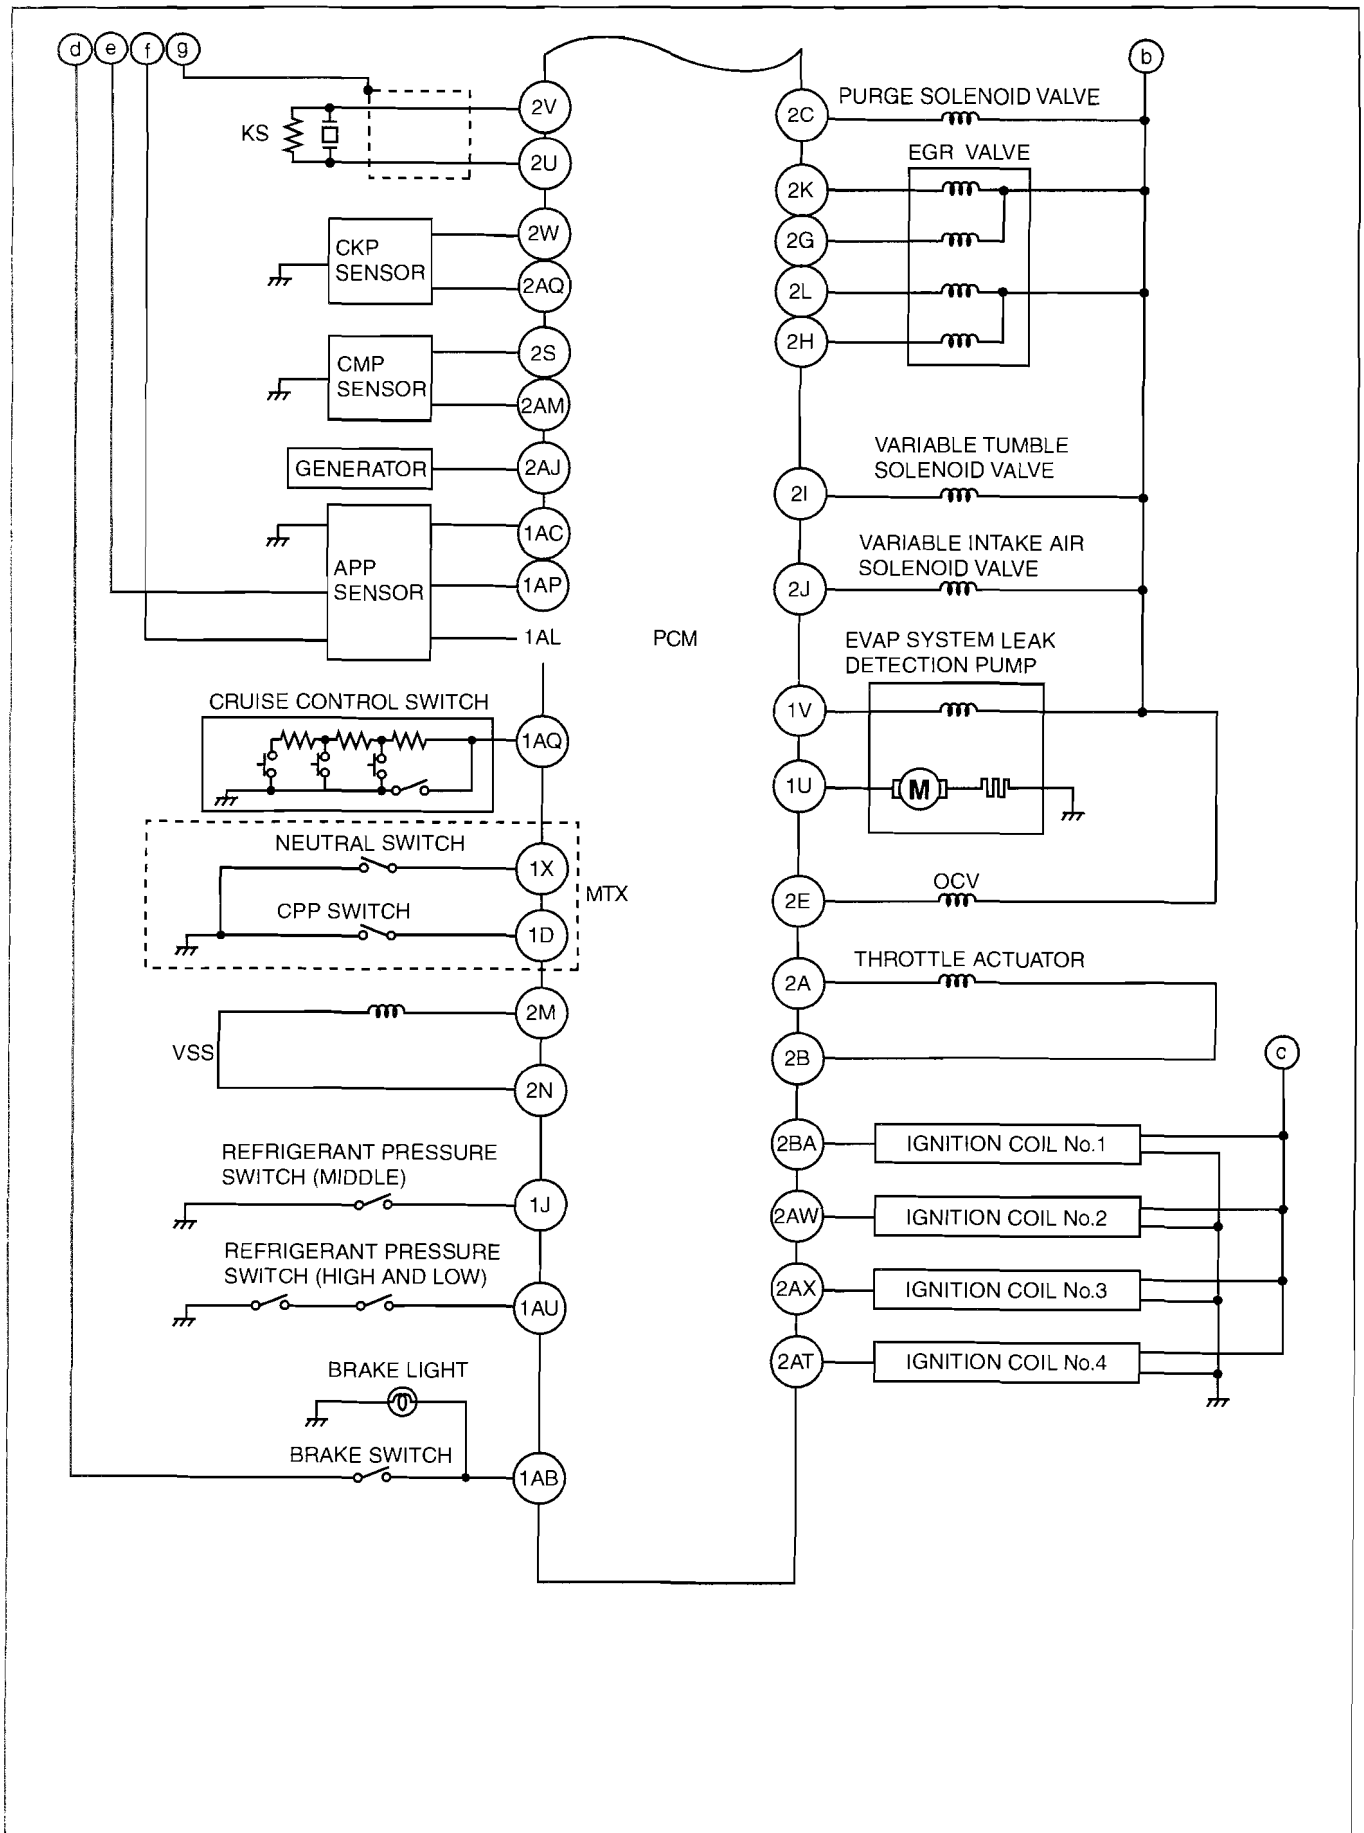 d e f g
b
2V
KS
2U
2C
PURGE SOLENOID VALVE
EGR VALVE
2K
2G
2L
2H
2W
CKP
SENSOR
2AQ
2S
CMP
SENSOR
2AM
GENERATOR
2AJ
1AC
APP
SENSOR
1AP
1AL
PCM
VARIABLE TUMBLE
SOLENOID VALVE
2I
VARIABLE INTAKE AIR
SOLENOID VALVE
2J
EVAP SYSTEM LEAK
DETECTION PUMP
1V
1U
M
CRUISE CONTROL SWITCH
1AQ
NEUTRAL SWITCH
1X
MTX
CPP SWITCH
1D
OCV
2E
THROTTLE ACTUATOR
2A
2B
2M
VSS
2N
c
REFRIGERANT PRESSURE
SWITCH (MIDDLE)
1J
REFRIGERANT PRESSURE
SWITCH (HIGH AND LOW)
1AU
2BA
IGNITION COIL No.1
2AW
IGNITION COIL No.2
2AX
IGNITION COIL No.3
2AT
IGNITION COIL No.4
BRAKE LIGHT
BRAKE SWITCH
1AB